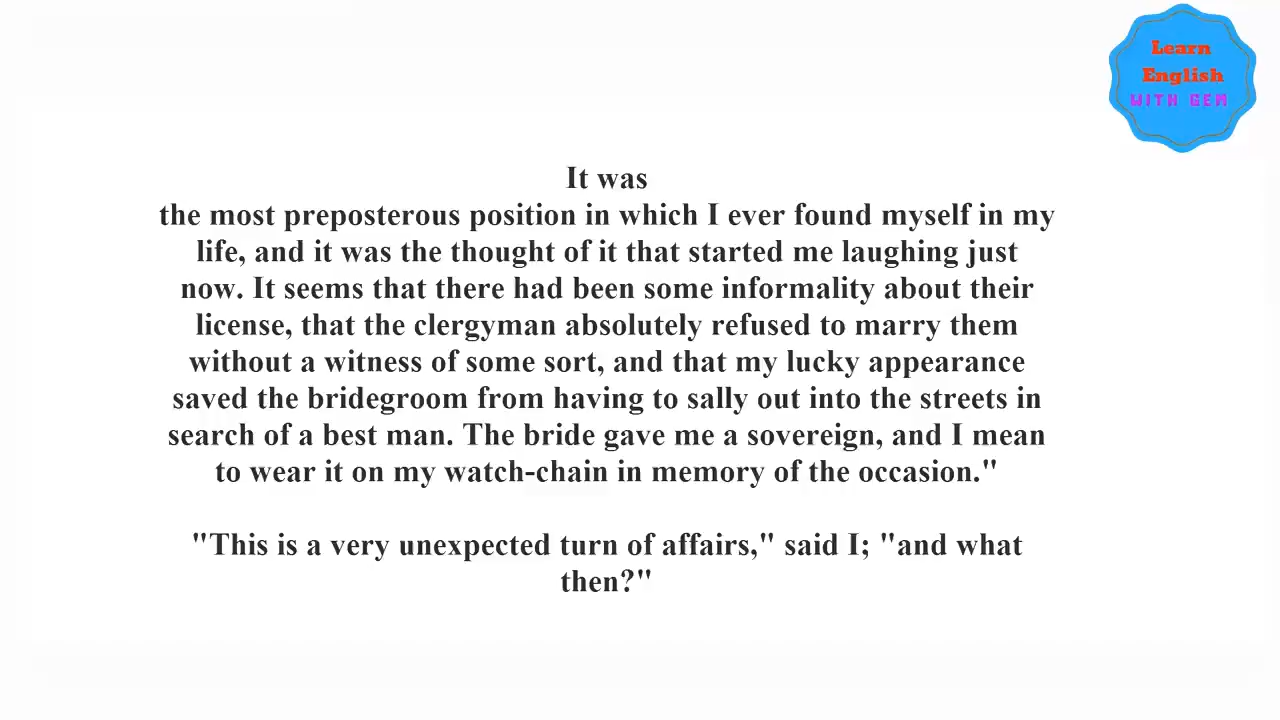 Learn
English
WITH GEM
It was
the most preposterous position in which I ever found myself in my
life, and it was the thought of it that started me laughing just
now. It seems that there had been some informality about their
license, that the clergyman absolutely refused to marry them
without a witness of some sort, and that my lucky appearance
saved the bridegroom from having to sally out into the streets in
search of a best man. The bride gave me a sovereign, and I mean
to wear it on my watch-chain in memory of the occasion."
"This is a very unexpected turn of affairs," said I; "and what
then?"